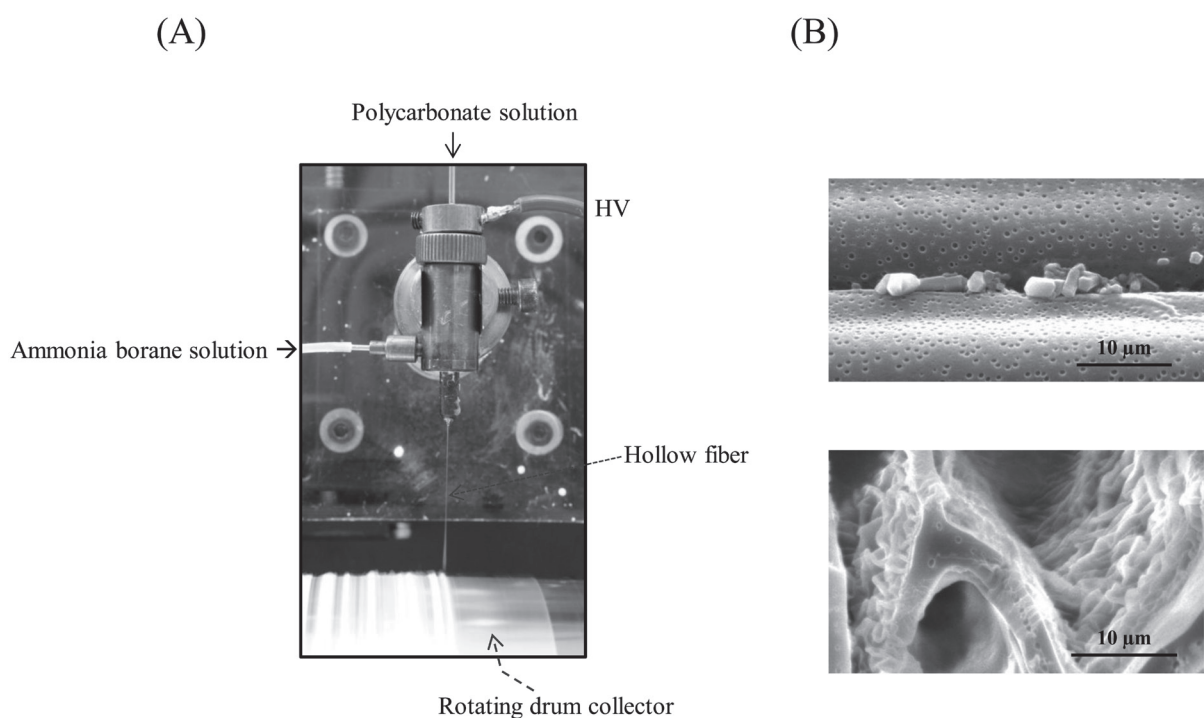 (A)
(B)
Polycarbonate solution
HV
Ammonia borane solution
Hollow fiber
Rotating drum collector
10 µm
10 µm